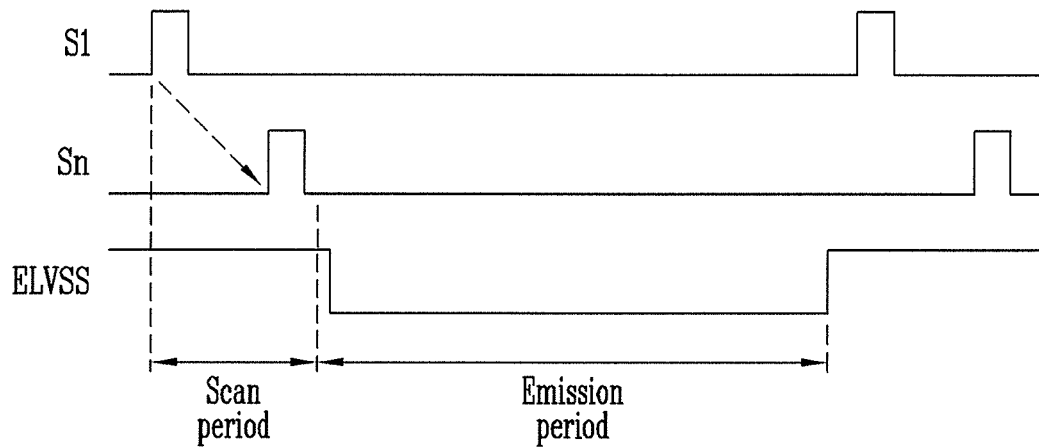 S1
Sn
ELVSS
Scan
period
Emission
period